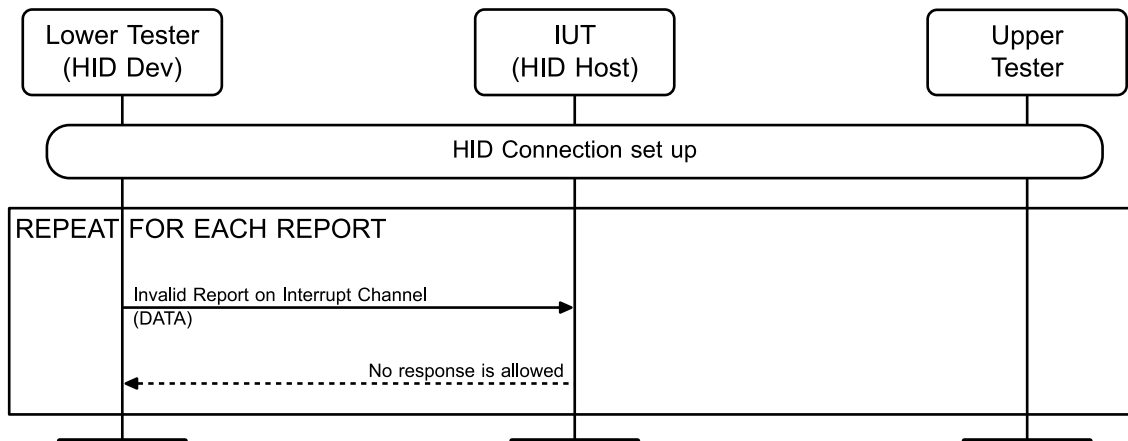 Lower Tester
(HID Dev)
IUT
(HID Host)
Upper
Tester
HID Connection set up
REPEAT FOR EACH REPORT
Invalid Report on Interrupt Channel
(DATA)
No response is allowed